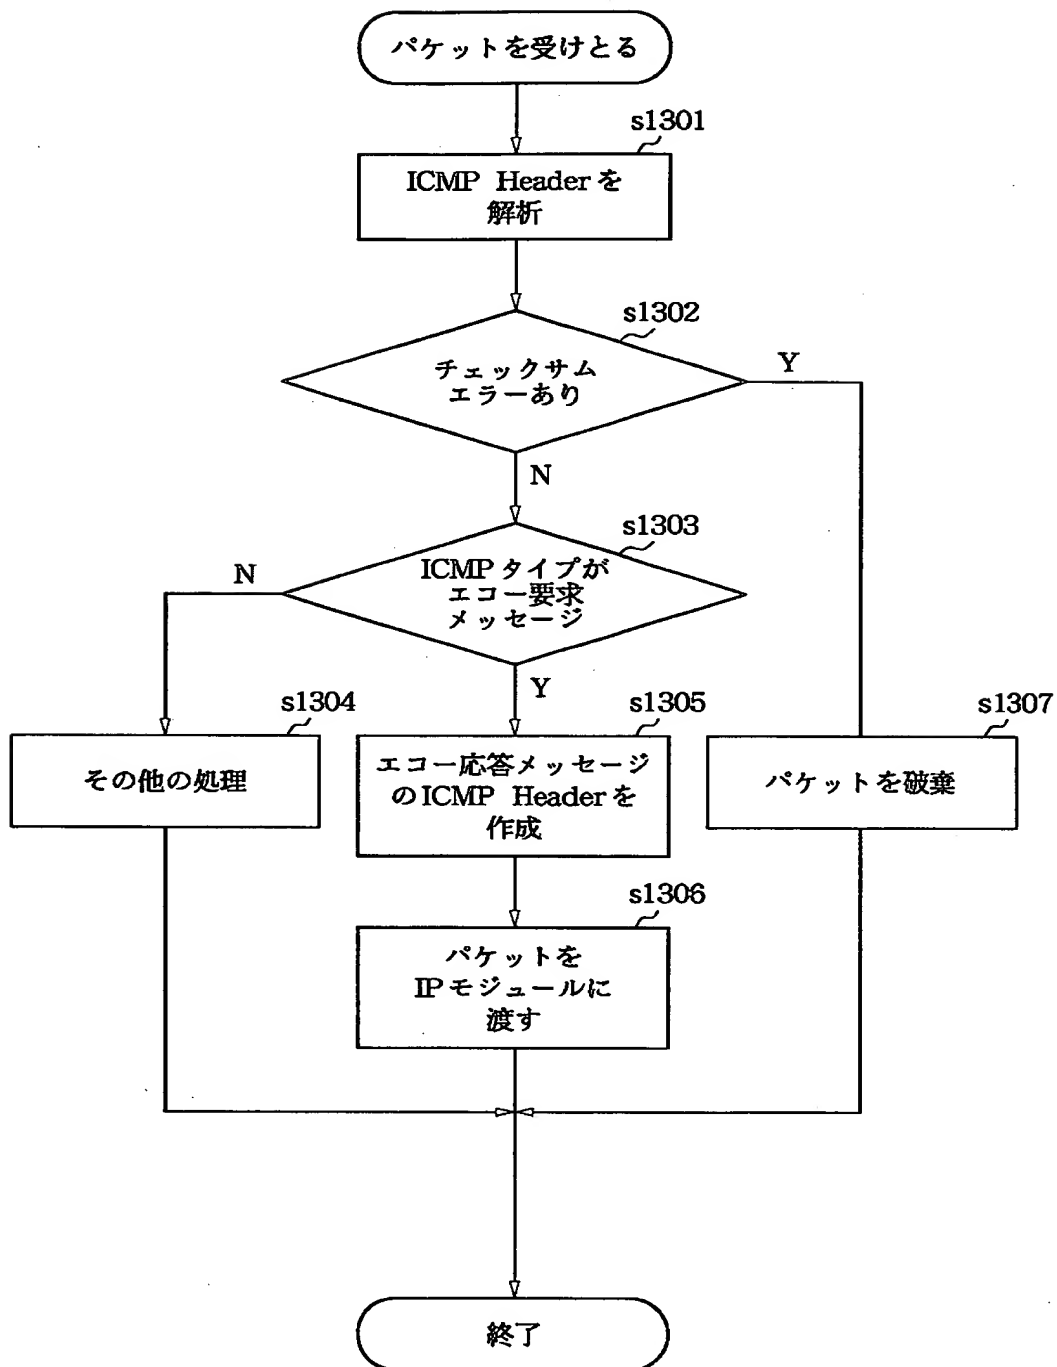 パケットを受けとる
s1301
ICMP Headerを
解析
s1302
チェックサム
エラーあり
Y
N
s1303
ICMPタイプが
エコー要求
メッセージ
N
Y
s1304
その他の処理
s1305
エコー応答メッセージ
のICMP Headerを
作成
s1307
パケットを破棄
s1306
パケットを
IPモジュールに
渡す
終了